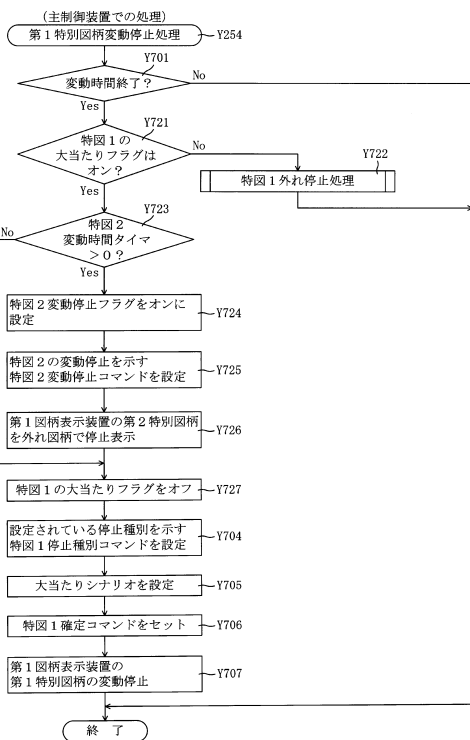 (主制御装置での処理)
第1特別図柄変動停止処理
Y254
Y701
変動時間終了?
No
Yes
Y721
特図1の
大当たりフラグは
オン?
No
Y722
特図1外れ停止処理
Yes
Y723
特図2
変動時間タイマ
>0?
No
Yes
特図2変動停止フラグをオンに
設定
Y724
特図2の変動停止を示す
特図2変動停止コマンドを設定
Y725
第1図柄表示装置の第2特別図柄
を外れ図柄で停止表示
Y726
特図1の大当たりフラグをオフ
Y727
設定されている停止種別を示す
特図1停止種別コマンドを設定
Y704
大当たりシナリオを設定
Y705
特図1確定コマンドをセット
Y706
第1図柄表示装置の
第1特別図柄の変動停止
Y707
終 了